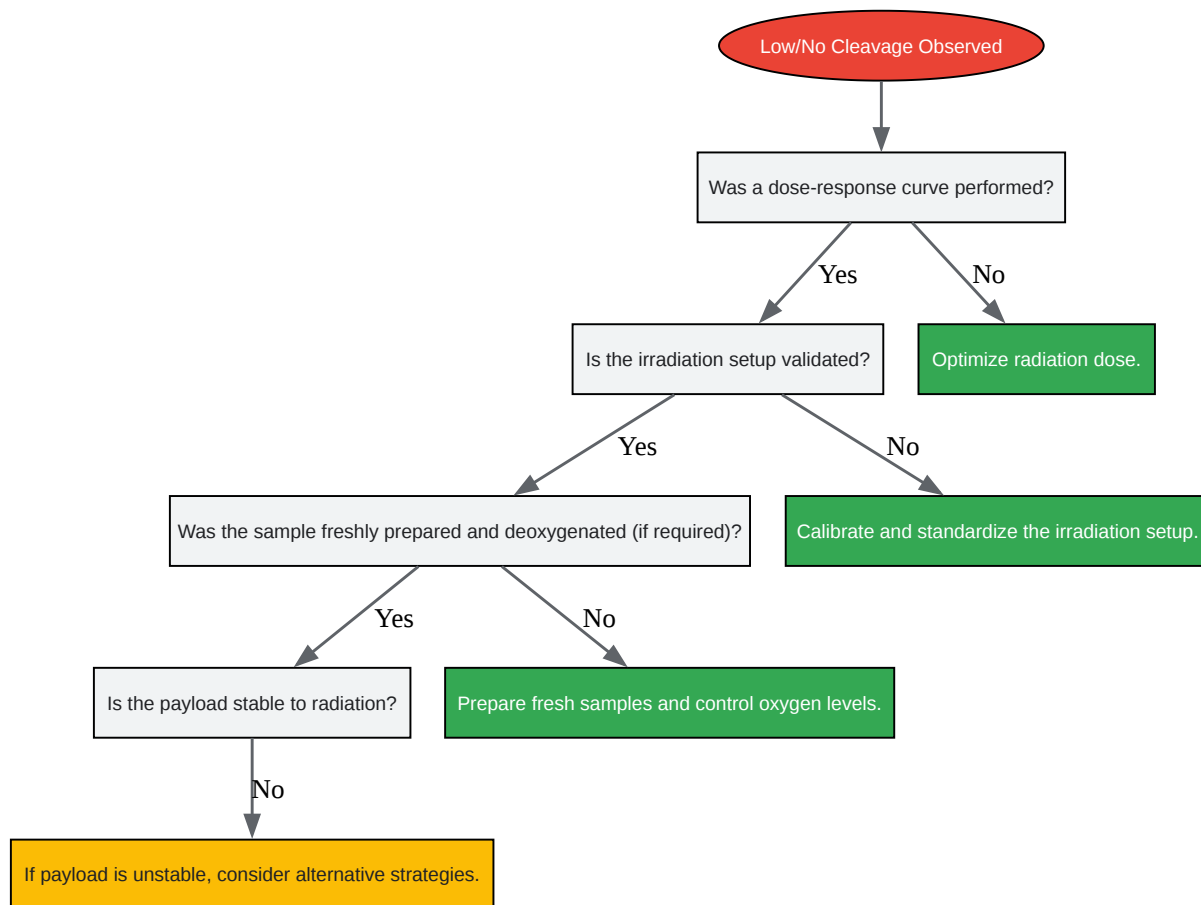 Low/No Cleavage Observed
Was a dose-response curve performed?
Yes
No
Is the irradiation setup validated?
Optimize radiation dose.
Yes
No
Was the sample freshly prepared and deoxygenated (if required)?
Calibrate and standardize the irradiation setup.
Yes
No
Is the payload stable to radiation?
Prepare fresh samples and control oxygen levels.
No
If payload is unstable, consider alternative strategies.